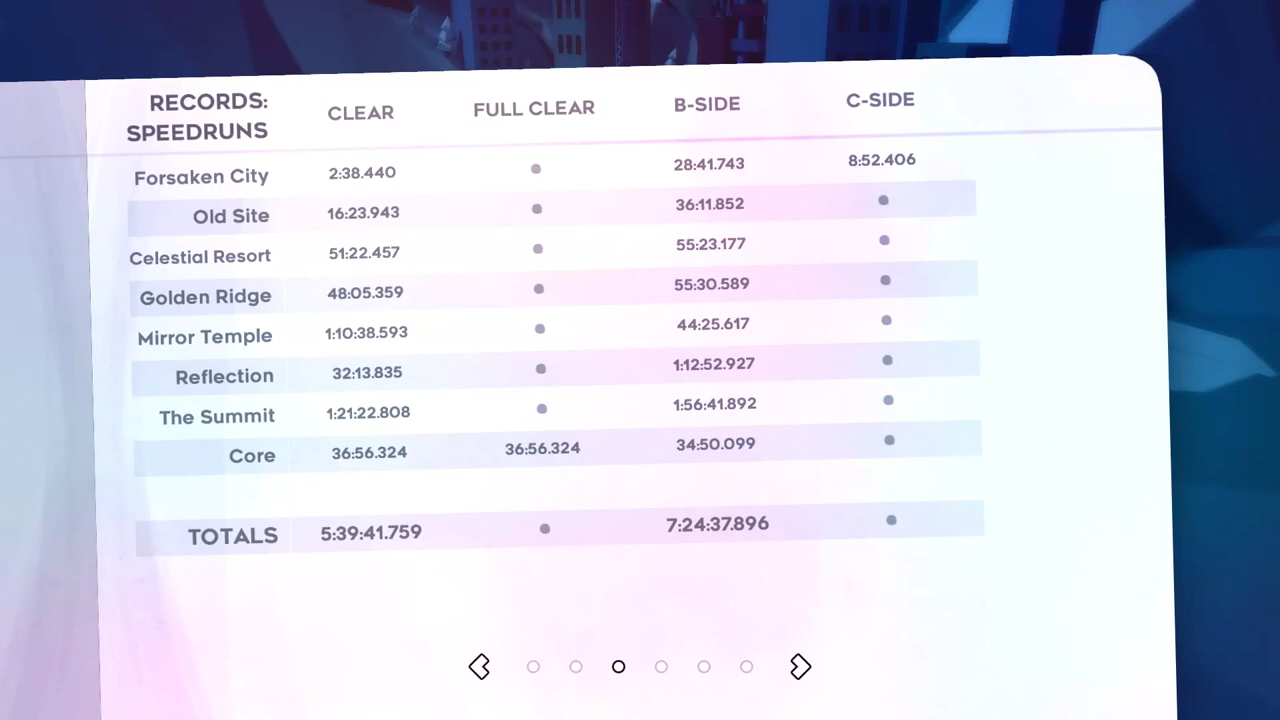 RECORDS:
SPEEDRUNS CLEAR FULL CLEAR B-SIDE C-SIDE
Forsaken City 2:38.440 28:41.743 8:52.406
Old Site 16:23.943 36:11.852
Celestial Resort 51:22.457 55:23.177
Golden Ridge 48:05.359 55:30.589
Mirror Temple 1:10:38.593 44:25.617
Reflection 32:13.835 1:12:52.927
The Summit 1:21:22.808 1:56:41.892
Core 36:56.324 36:56.324 34:50.099
TOTALS 5:39:41.759 7:24:37.896